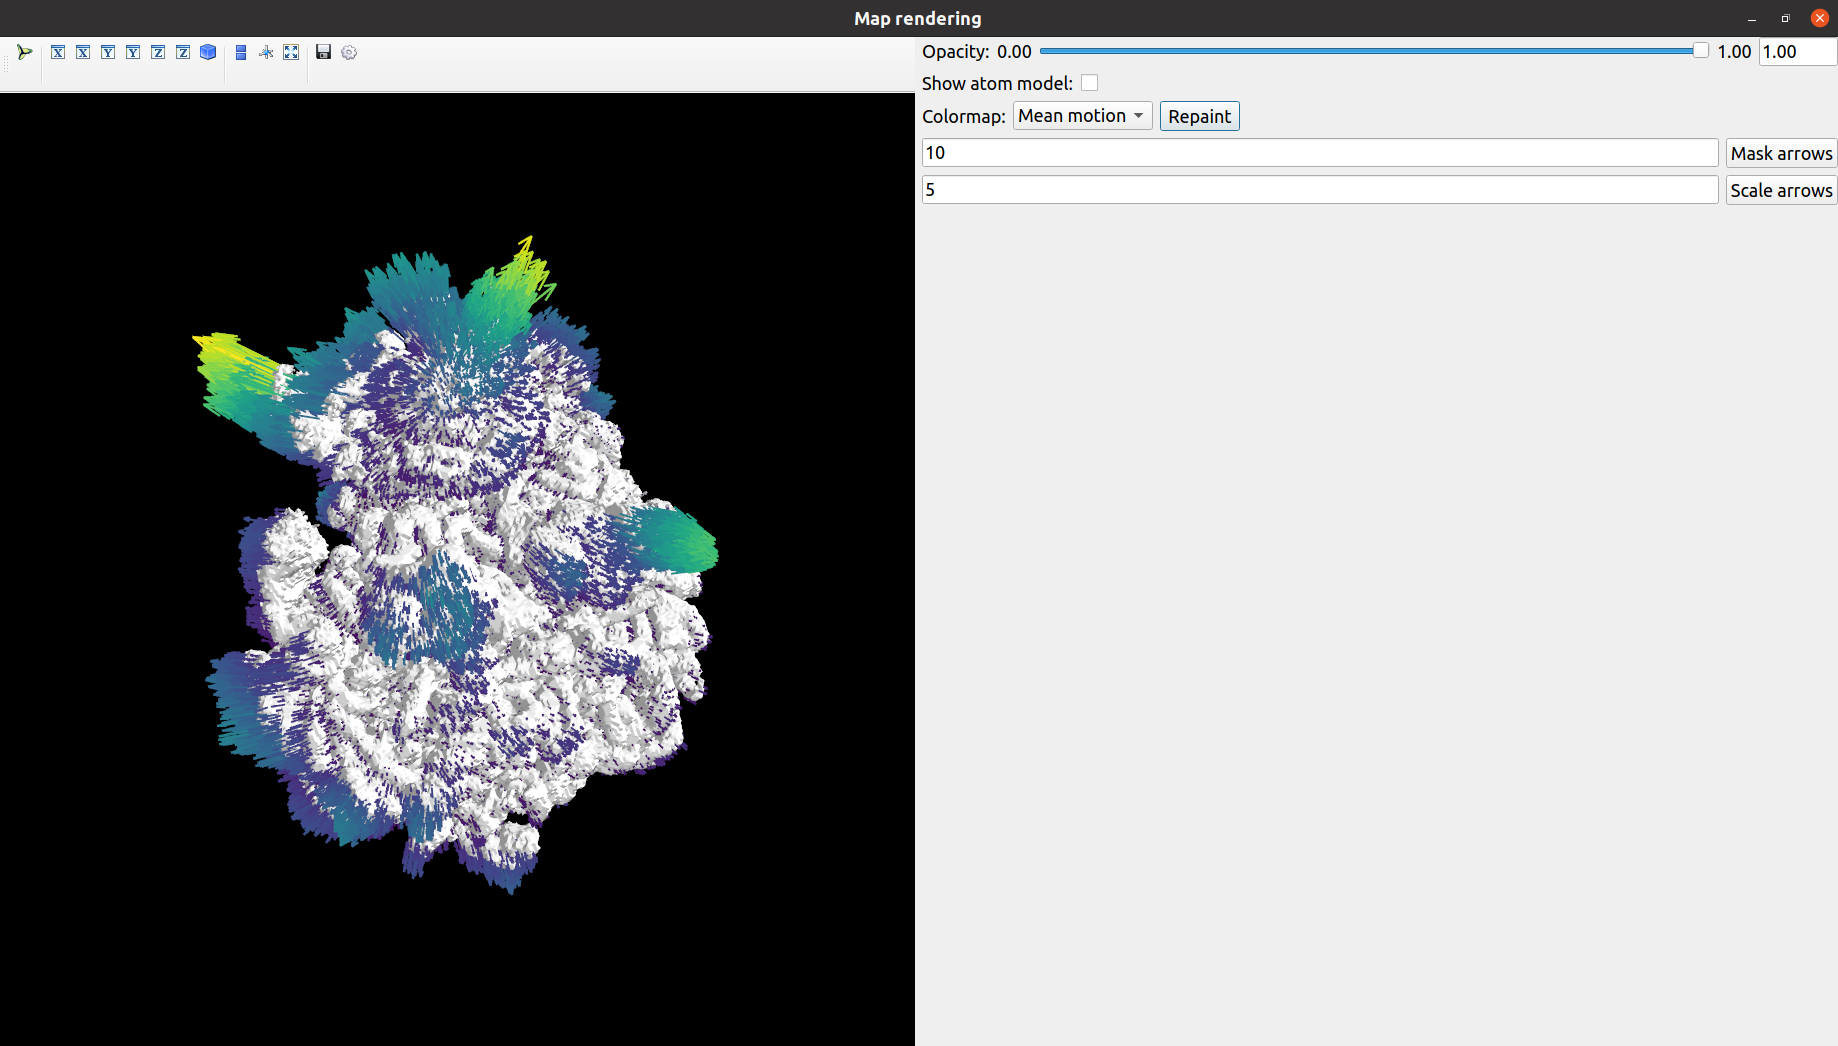 Map rendering
X X Y Y Z Z
Opacity: 0.00 1.00 1.00
Show atom model:
Colormap: Mean motion Repaint
10 Mask arrows
5 Scale arrows